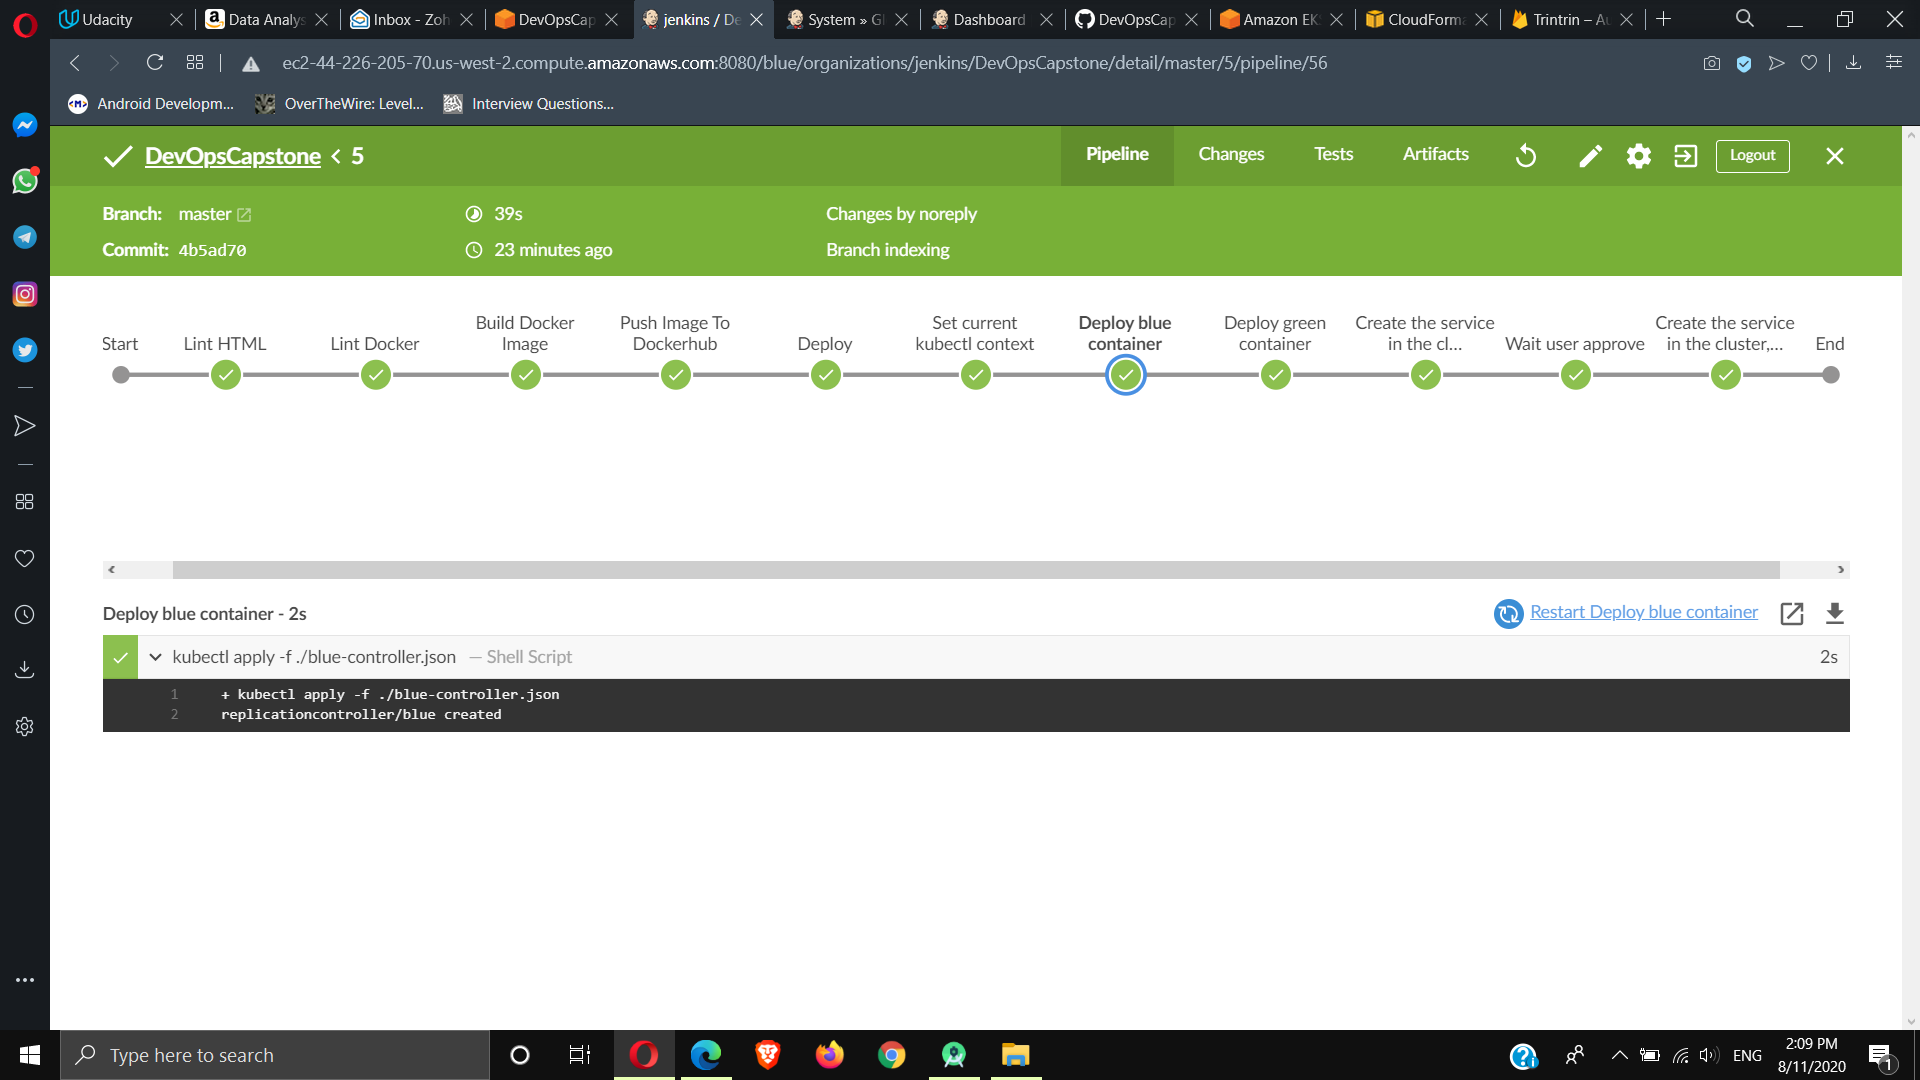 Udacity
Data Analys
Inbox - Zoh
DevOpsCap
jenkins / De
System » Gl
Dashboard
DevOpsCap
Amazon EKS
CloudForma
Trintrin – Au
ec2-44-226-205-70.us-west-2.compute.amazonaws.com:8080/blue/organizations/jenkins/DevOpsCapstone/detail/master/5/pipeline/56
Android Developm...
OverTheWire: Level...
Interview Questions...
DevOpsCapstone < 5
Pipeline
Changes
Tests
Artifacts
Logout
Branch: master
39s
Changes by noreply
Commit: 4b5ad70
23 minutes ago
Branch indexing
Start
Lint HTML
Lint Docker
Build Docker
Image
Push Image To
Dockerhub
Deploy
Set current
kubectl context
Deploy blue
container
Deploy green
container
Create the service
in the cl...
Wait user approve
Create the service
in the cluster,...
End
Deploy blue container - 2s
Restart Deploy blue container
kubectl apply -f ./blue-controller.json — Shell Script
2s
1 + kubectl apply -f ./blue-controller.json
2 replicationcontroller/blue created
Type here to search
ENG
2:09 PM
8/11/2020
1